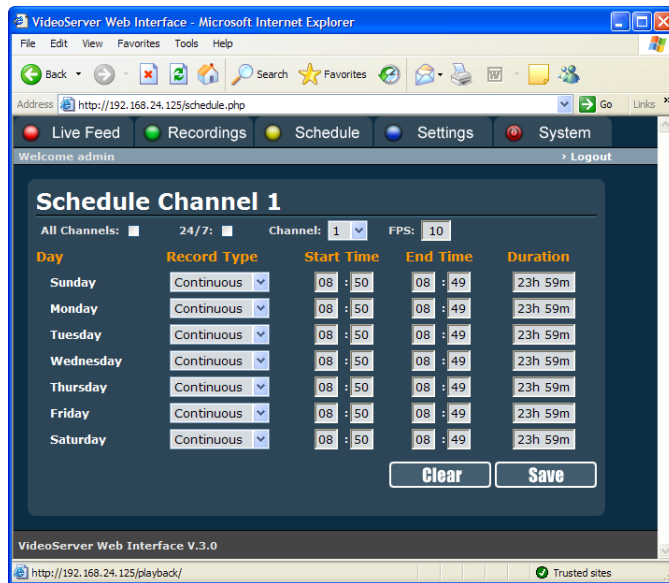 VideoServer Web Interface - Microsoft Internet Explorer
File Edit View Favorites Tools Help
Back Search Favorites
Address http://192.168.24.125/schedule.php Go Links »
Live Feed Recordings Schedule Settings System
Welcome admin › Logout
Schedule Channel 1
All Channels: 24/7: Channel: 1 FPS: 10
Day Record Type Start Time End Time Duration
Sunday Continuous 08 : 50 08 : 49 23h 59m
Monday Continuous 08 : 50 08 : 49 23h 59m
Tuesday Continuous 08 : 50 08 : 49 23h 59m
Wednesday Continuous 08 : 50 08 : 49 23h 59m
Thursday Continuous 08 : 50 08 : 49 23h 59m
Friday Continuous 08 : 50 08 : 49 23h 59m
Saturday Continuous 08 : 50 08 : 49 23h 59m
Clear Save
VideoServer Web Interface V.3.0
http://192.168.24.125/playback/ Trusted sites